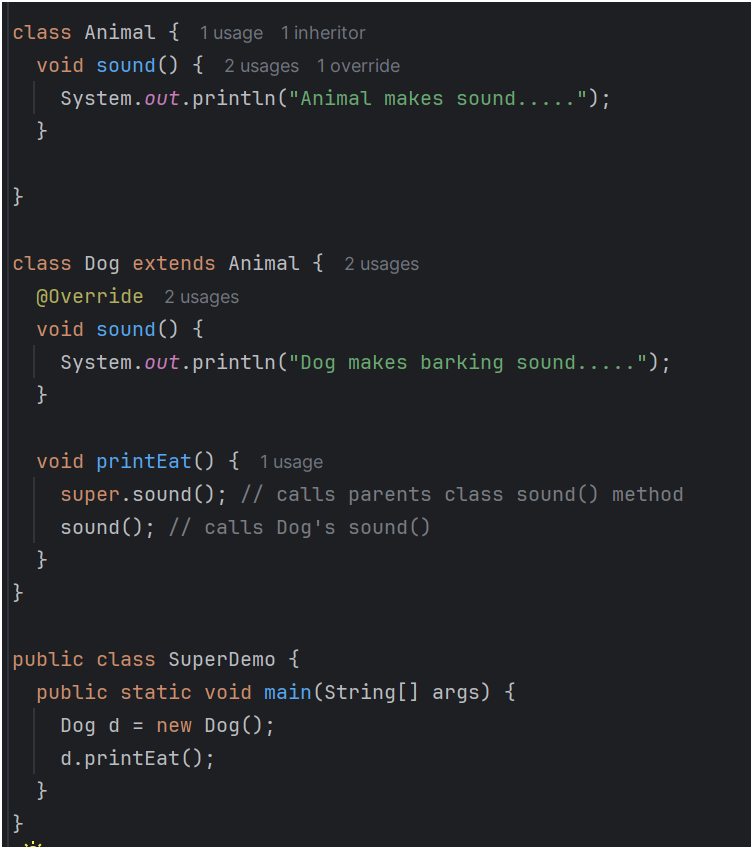 class Animal {  1 usage  1 inheritor
  void sound() {  2 usages  1 override
    System.out.println("Animal makes sound.....");
  }

}

class Dog extends Animal {  2 usages
  @Override  2 usages
  void sound() {
    System.out.println("Dog makes barking sound.....");
  }

  void printEat() {  1 usage
    super.sound(); // calls parents class sound() method
    sound(); // calls Dog's sound()
  }
}

public class SuperDemo {
  public static void main(String[] args) {
    Dog d = new Dog();
    d.printEat();
  }
}